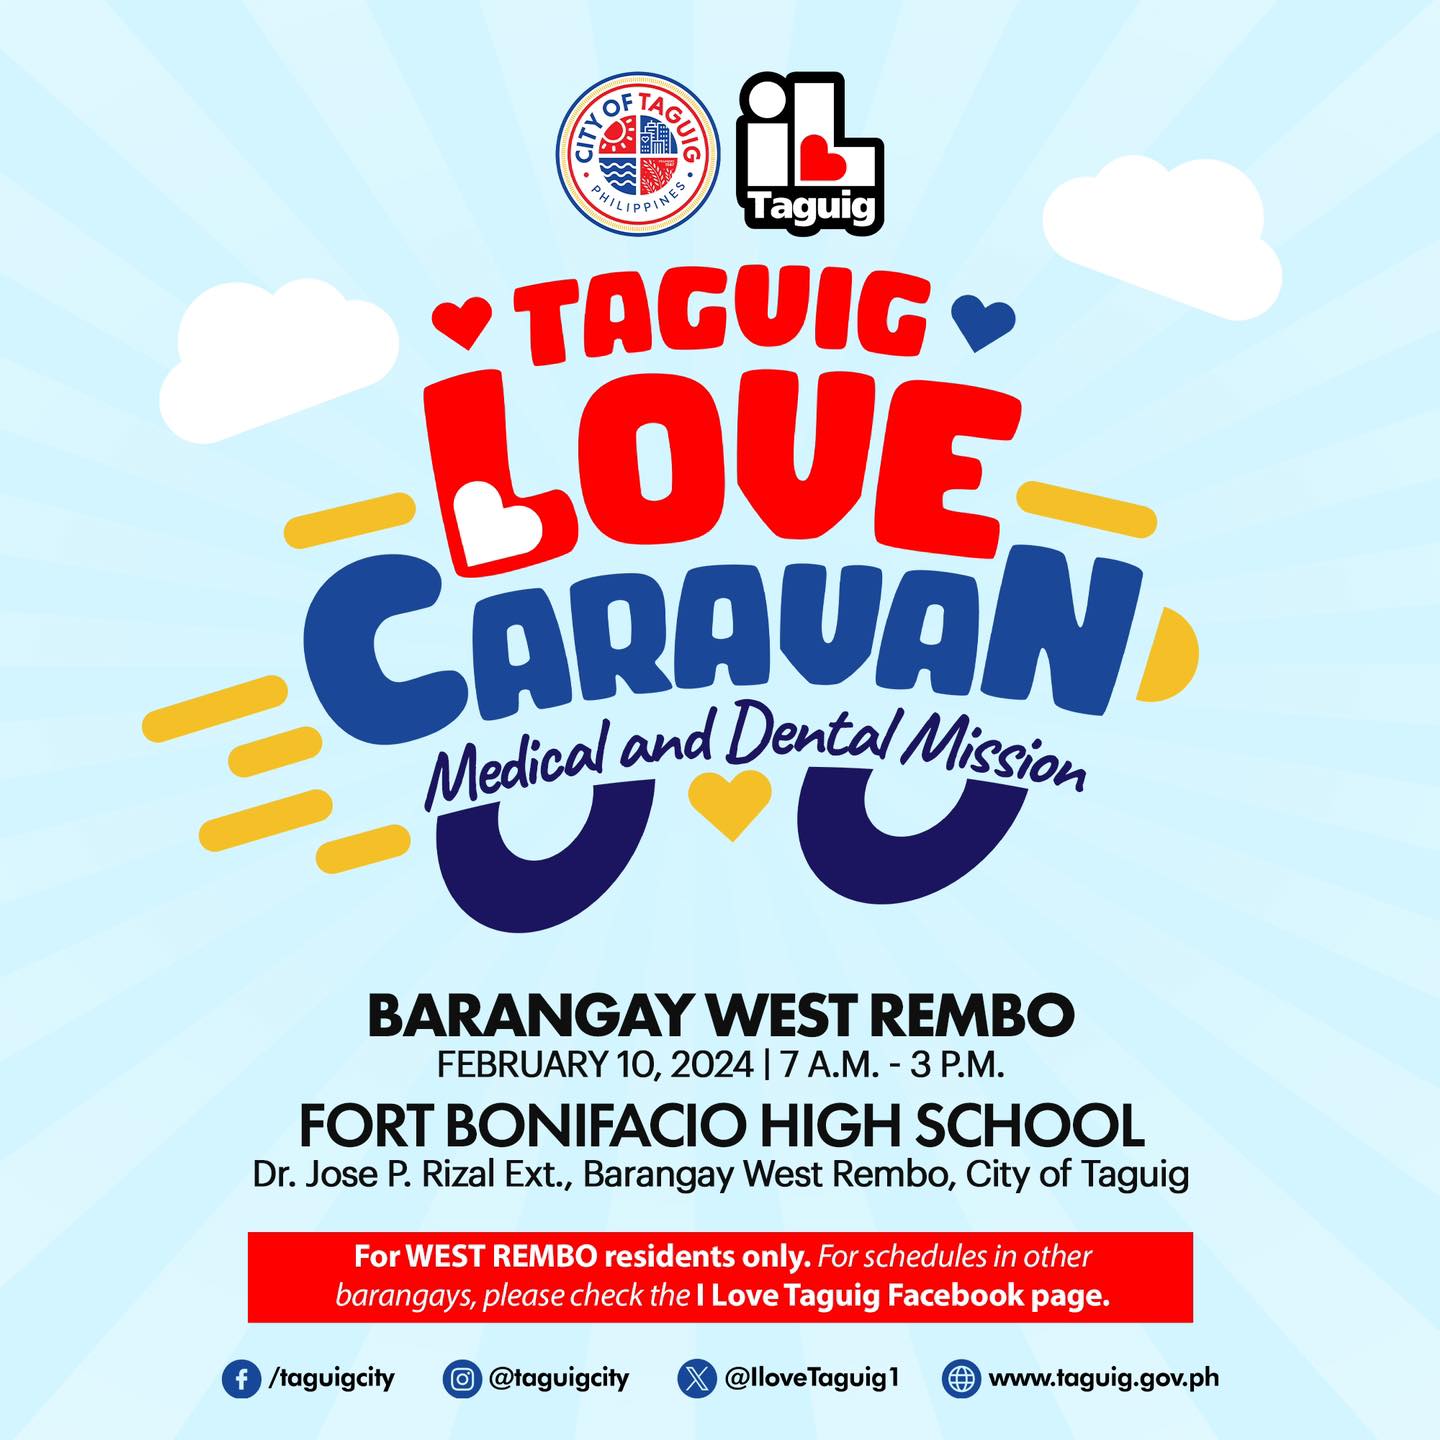 CITY OF TAGUIG
PHILIPPINES
iL
Taguig
TAGUIG
LOVE
CARAVAN
Medical and Dental Mission
BARANGAY WEST REMBO
FEBRUARY 10, 2024 | 7 A.M. - 3 P.M.
FORT BONIFACIO HIGH SCHOOL
Dr. Jose P. Rizal Ext., Barangay West Rembo, City of Taguig
For WEST REMBO residents only. For schedules in other
barangays, please check the I Love Taguig Facebook page.
/taguigcity @taguigcity @IloveTaguig1 www.taguig.gov.ph